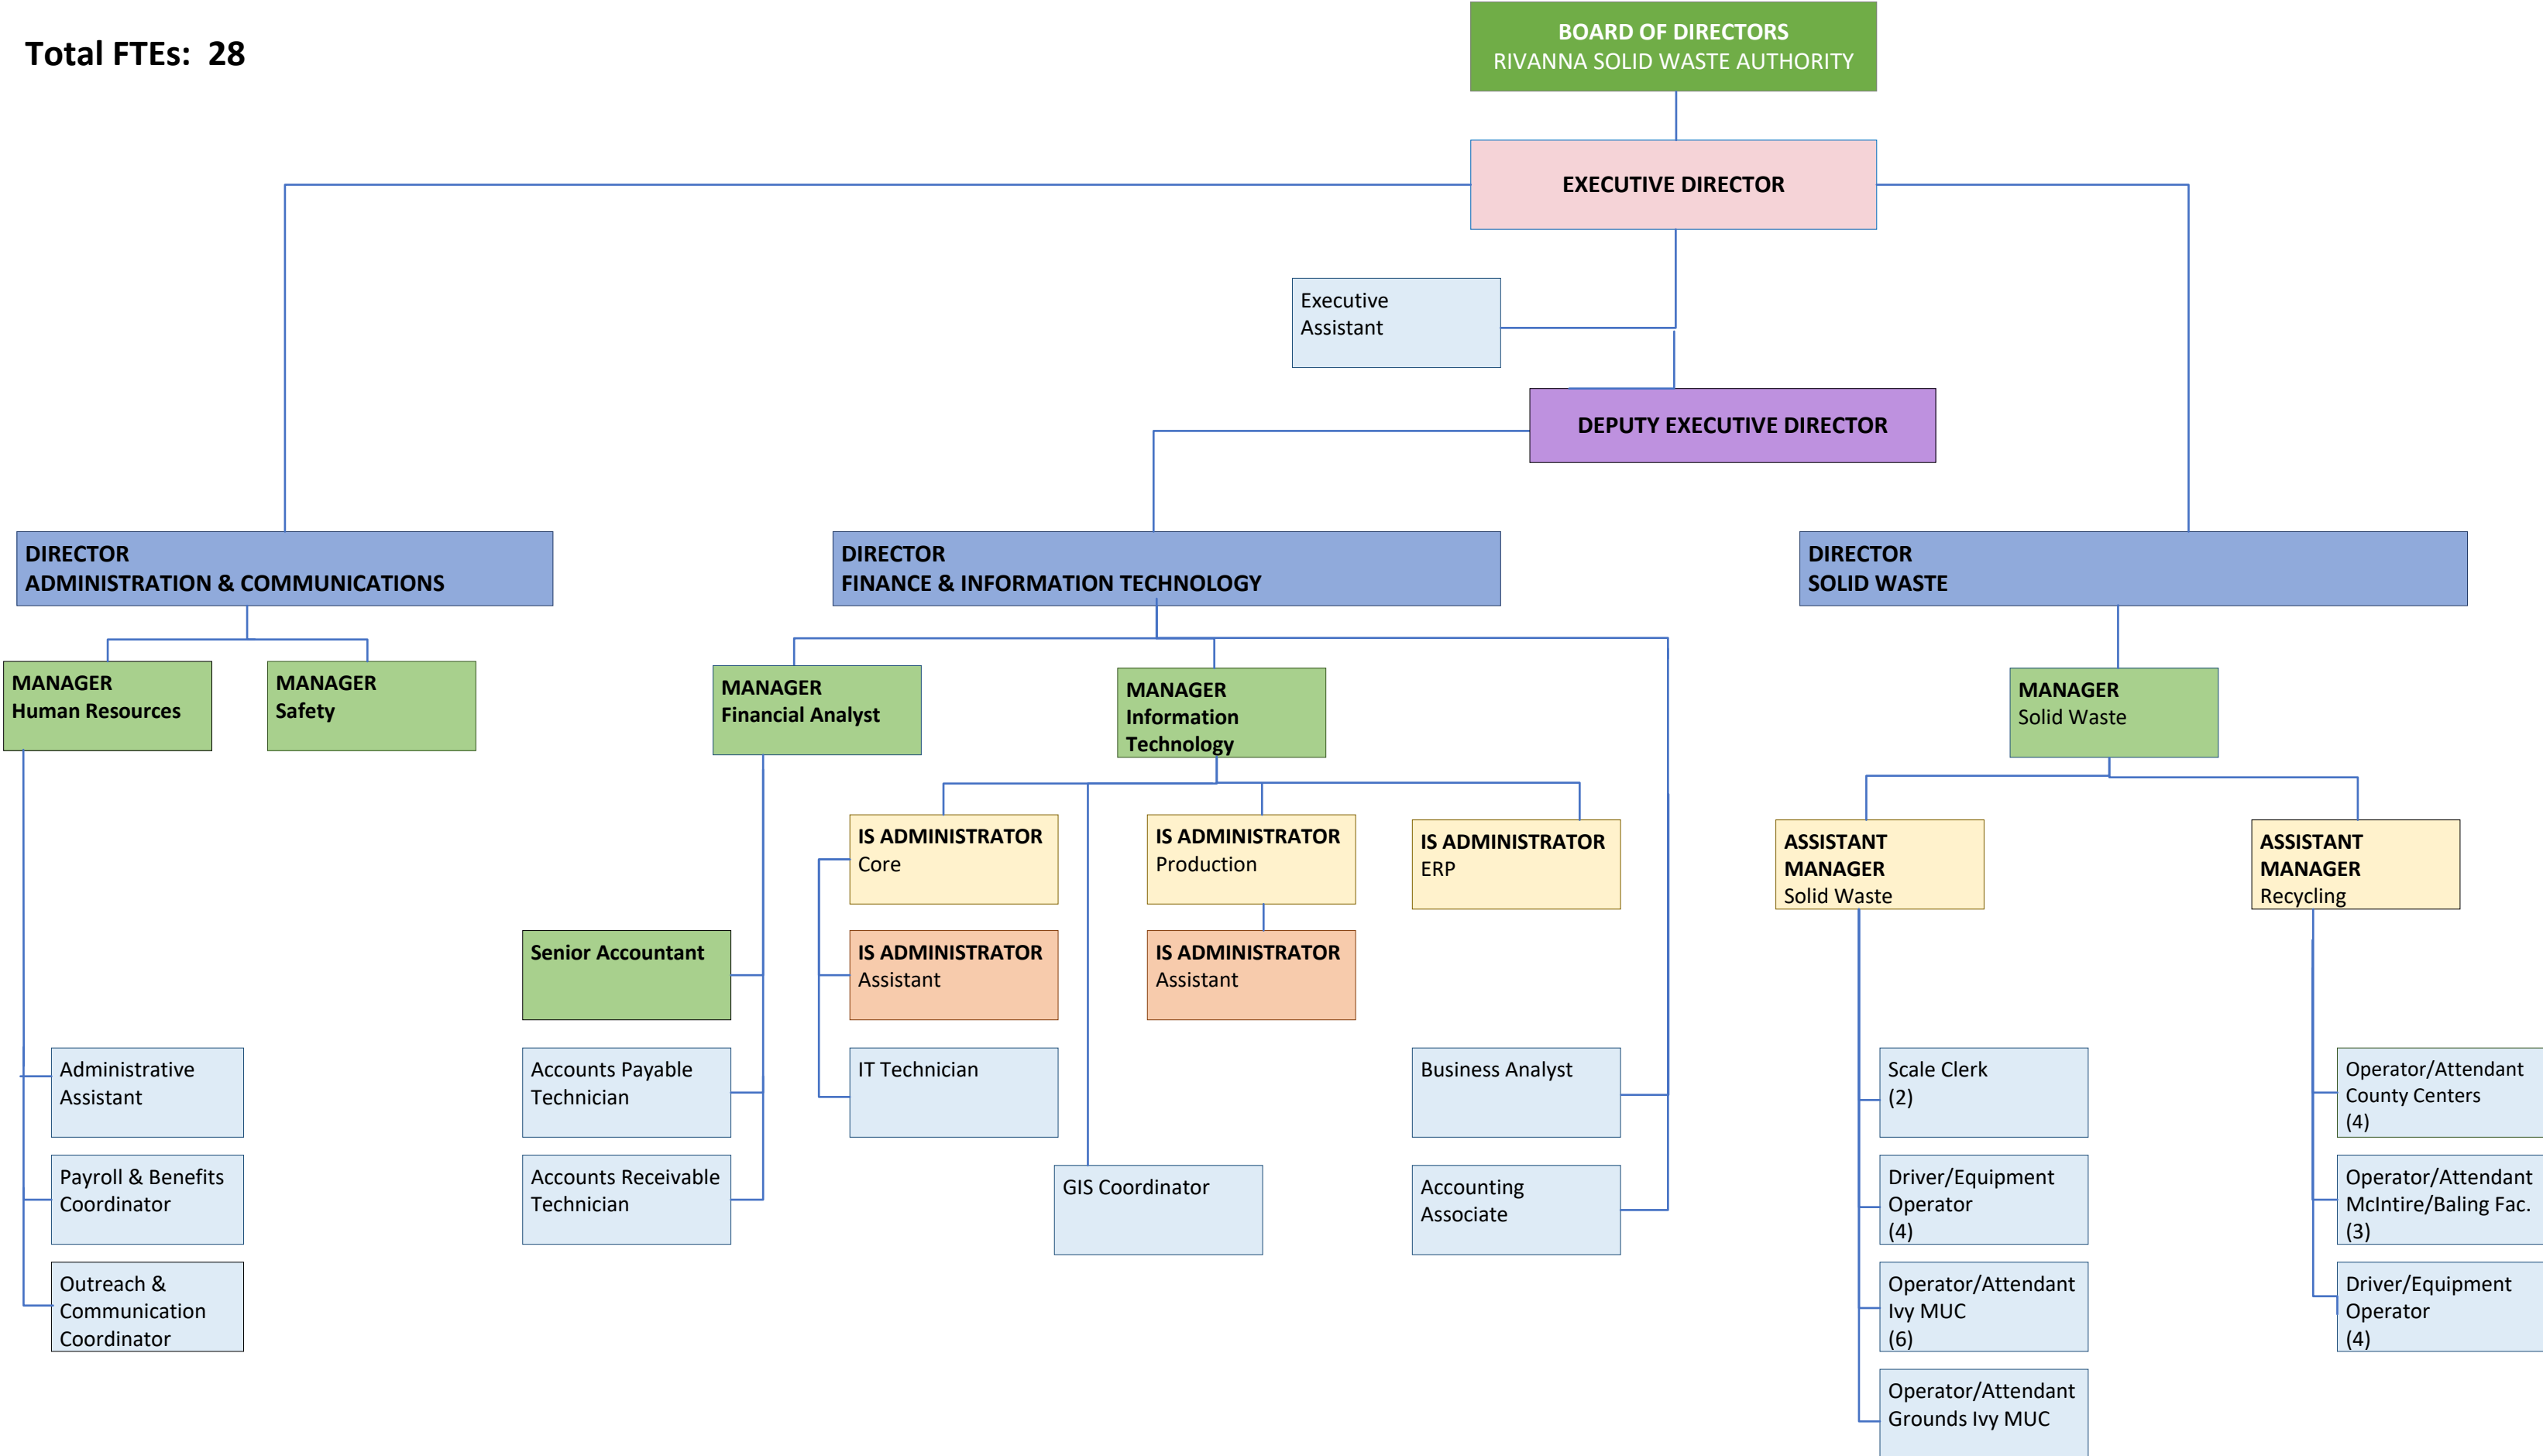 Total FTEs:  28
BOARD OF DIRECTORS
RIVANNA SOLID WASTE AUTHORITY
EXECUTIVE DIRECTOR
Executive
Assistant
DEPUTY EXECUTIVE DIRECTOR
DIRECTOR
ADMINISTRATION & COMMUNICATIONS
DIRECTOR
FINANCE & INFORMATION TECHNOLOGY
DIRECTOR
SOLID WASTE
MANAGER
Human Resources
MANAGER
Safety
MANAGER
Financial Analyst
MANAGER
Information
Technology
MANAGER
Solid Waste
IS ADMINISTRATOR
Core
IS ADMINISTRATOR
Production
IS ADMINISTRATOR
ERP
ASSISTANT
MANAGER
Solid Waste
ASSISTANT
MANAGER
Recycling
Senior Accountant
IS ADMINISTRATOR
Assistant
IS ADMINISTRATOR
Assistant
Administrative
Assistant
Accounts Payable
Technician
IT Technician
Business Analyst
Scale Clerk
(2)
Operator/Attendant
County Centers
(4)
Payroll & Benefits
Coordinator
Accounts Receivable
Technician
GIS Coordinator
Accounting
Associate
Driver/Equipment
Operator
(4)
Operator/Attendant
McIntire/Baling Fac.
(3)
Outreach &
Communication
Coordinator
Operator/Attendant
Ivy MUC
(6)
Driver/Equipment
Operator
(4)
Operator/Attendant
Grounds Ivy MUC